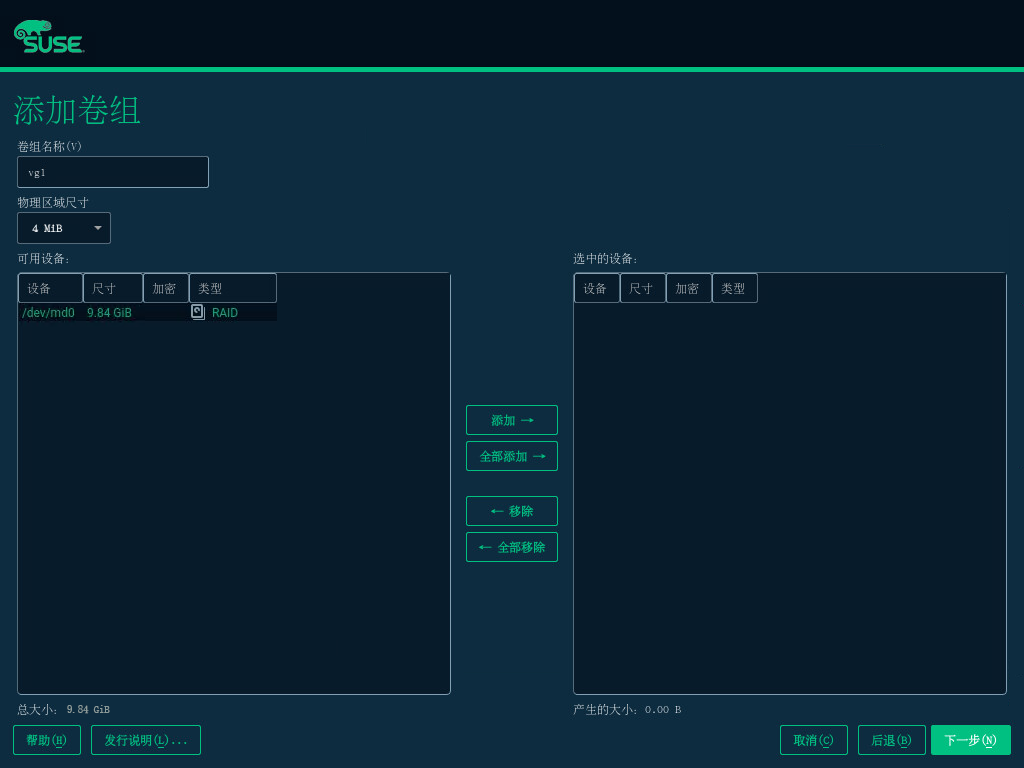 SUSE
添加卷组
卷组名称(V)
vg1
物理区域尺寸
4 MiB
可用设备:
设备 尺寸 加密 类型
/dev/md0 9.84 GiB RAID
添加 →
全部添加 →
← 移除
← 全部移除
选中的设备:
设备 尺寸 加密 类型
总大小: 9.84 GiB
产生的大小: 0.00 B
帮助(H) 发行说明(L)... 取消(C) 后退(B) 下一步(N)